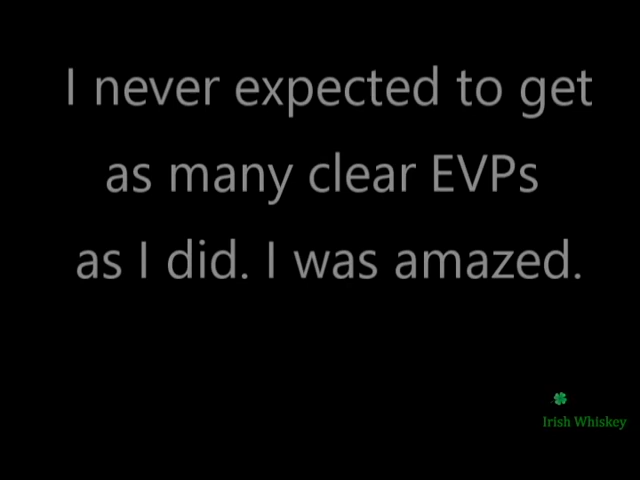 I never expected to get
as many clear EVPs
as I did. I was amazed.
Irish Whiskey